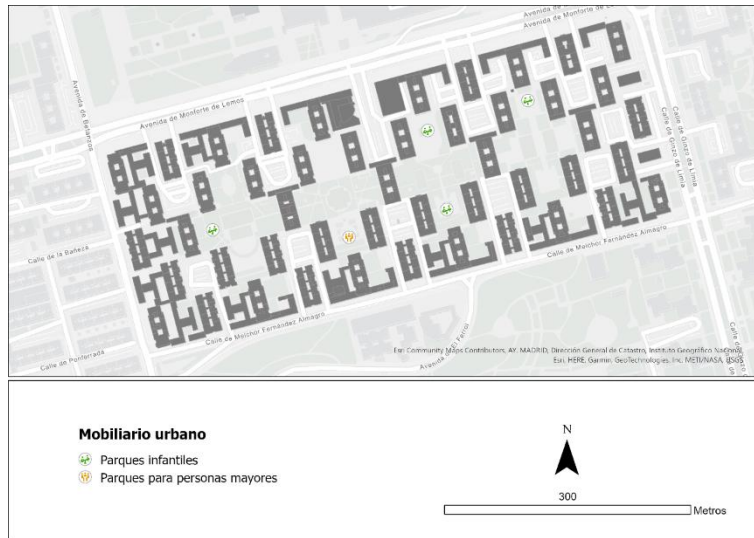 Avenida de Monforte de Lemos
Avenida de Betanzos
Avenida de Monforte de Lemos
Calle de Ginzo de Limia
Calle de Ginzo de Limia
Calle de la Bañeza
Calle de Melchor Fernández Almagro
Calle de Melchor Fernández Almagro
Calle de Ponferrada
Avenida de El Ferrol
Esri Community Maps Contributors, AY. MADRID, Dirección General de Catastro, Instituto Geográfico Nacional,
Esri, HERE, Garmin, GeoTechnologies, Inc, METI/NASA, USGS
Mobiliario urbano
Parques infantiles
Parques para personas mayores
N
300
Metros